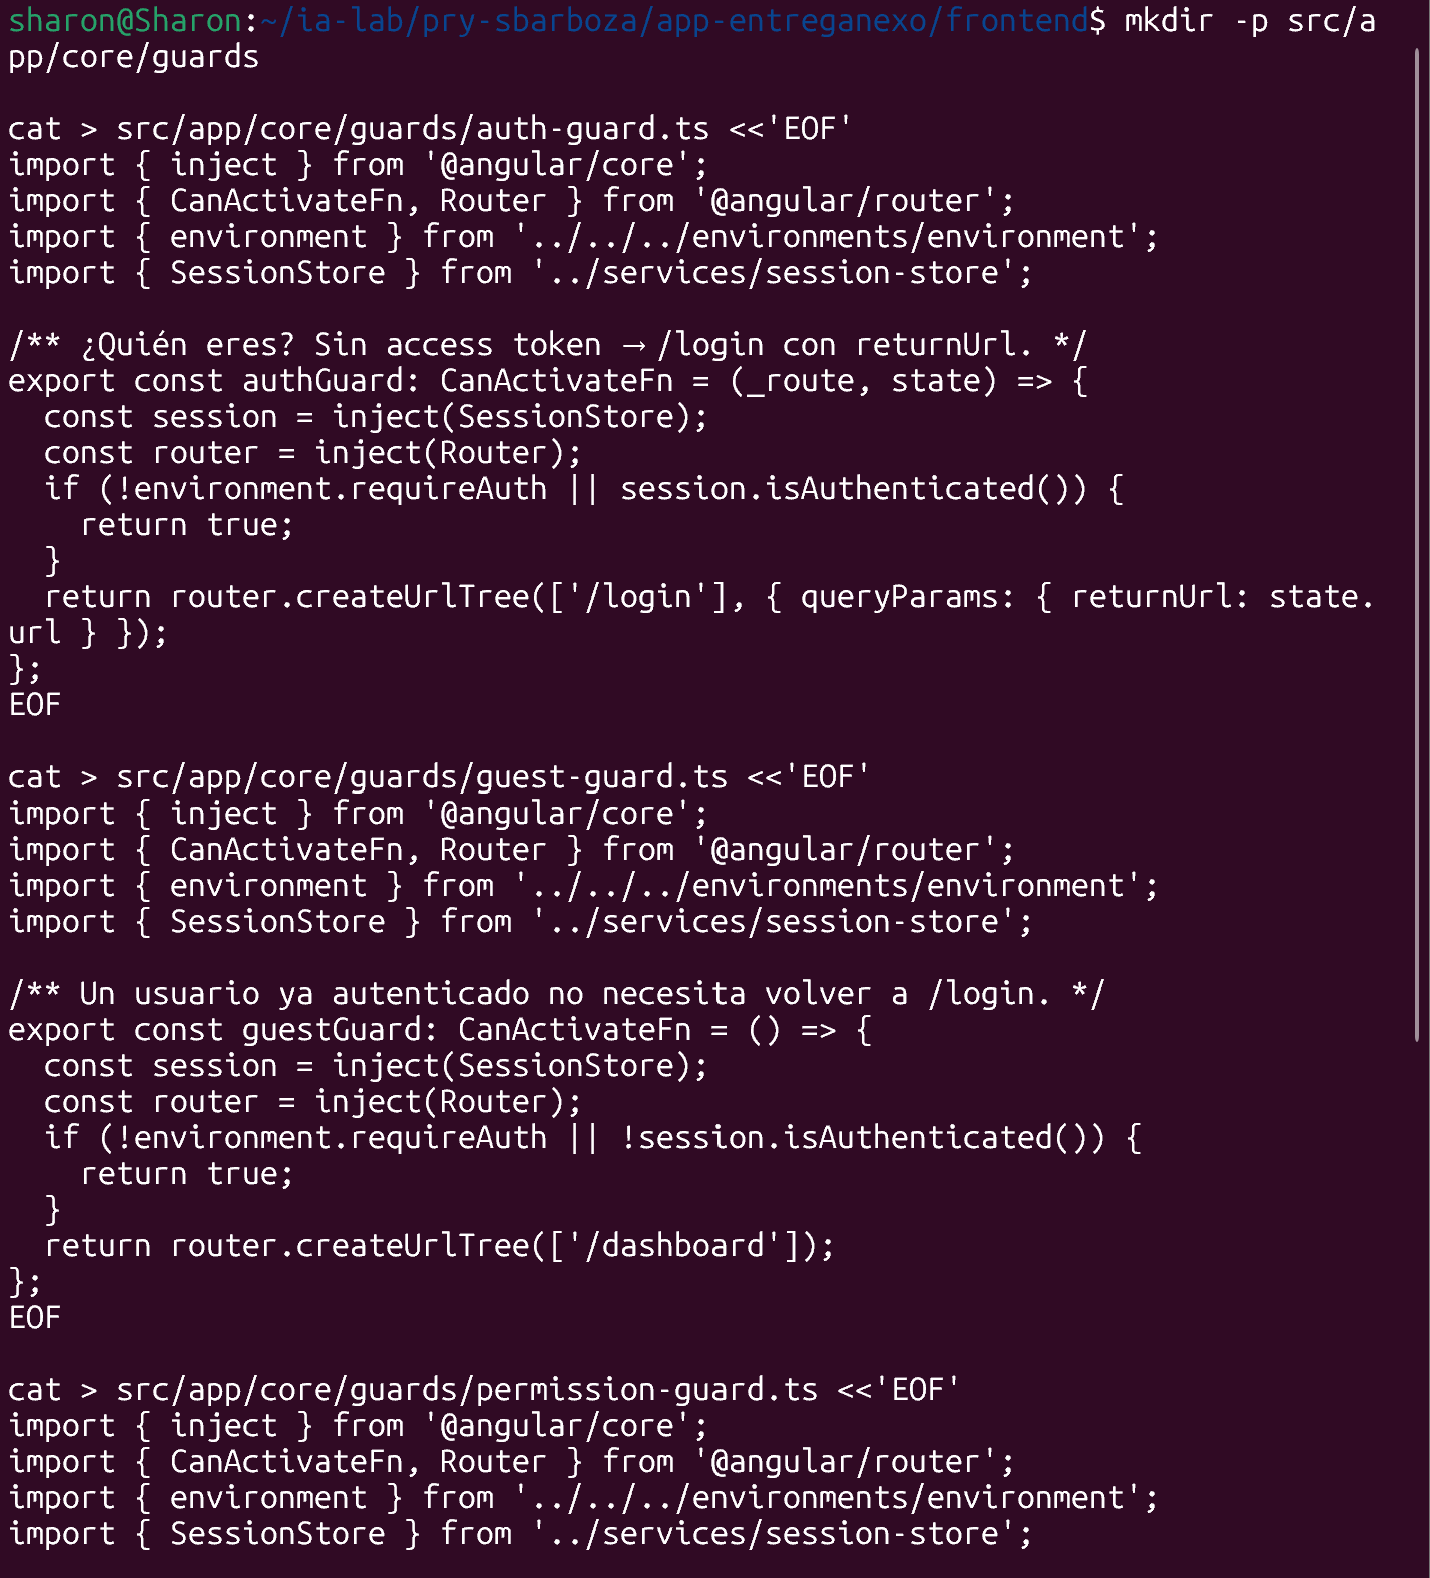 sharon@Sharon:~/ia-lab/pry-sbarboza/app-entreganexo/frontend$ mkdir -p src/a
pp/core/guards

cat > src/app/core/guards/auth-guard.ts <<'EOF'
import { inject } from '@angular/core';
import { CanActivateFn, Router } from '@angular/router';
import { environment } from '../../../environments/environment';
import { SessionStore } from '../services/session-store';

/** ¿Quién eres? Sin access token → /login con returnUrl. */
export const authGuard: CanActivateFn = (_route, state) => {
  const session = inject(SessionStore);
  const router = inject(Router);
  if (!environment.requireAuth || session.isAuthenticated()) {
    return true;
  }
  return router.createUrlTree(['/login'], { queryParams: { returnUrl: state.
url } });
};
EOF

cat > src/app/core/guards/guest-guard.ts <<'EOF'
import { inject } from '@angular/core';
import { CanActivateFn, Router } from '@angular/router';
import { environment } from '../../../environments/environment';
import { SessionStore } from '../services/session-store';

/** Un usuario ya autenticado no necesita volver a /login. */
export const guestGuard: CanActivateFn = () => {
  const session = inject(SessionStore);
  const router = inject(Router);
  if (!environment.requireAuth || !session.isAuthenticated()) {
    return true;
  }
  return router.createUrlTree(['/dashboard']);
};
EOF

cat > src/app/core/guards/permission-guard.ts <<'EOF'
import { inject } from '@angular/core';
import { CanActivateFn, Router } from '@angular/router';
import { environment } from '../../../environments/environment';
import { SessionStore } from '../services/session-store';